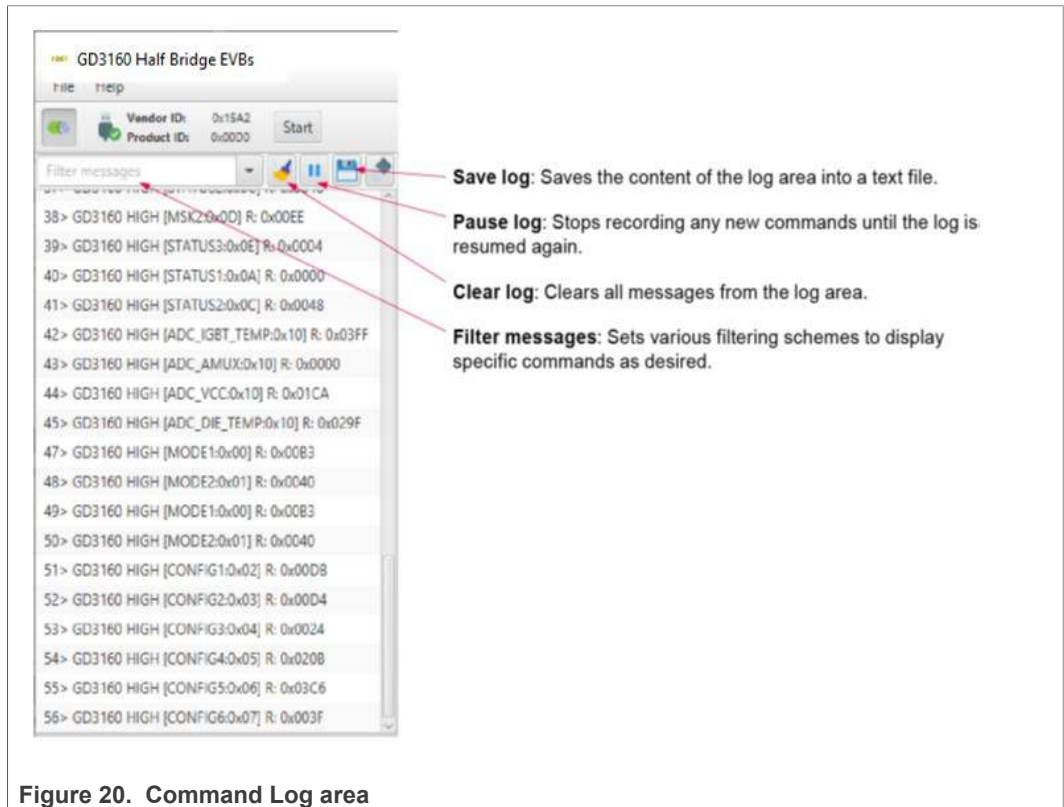 GD3160 Half Bridge EVBs
File Help
Vendor ID: 0x15A2
Product ID: 0x00D0
Start
Filter messages
38> GD3160 HIGH [MSK2:0x0D] R: 0x00EE
39> GD3160 HIGH [STATUS3:0x0E] R: 0x0004
40> GD3160 HIGH [STATUS1:0x0A] R: 0x0000
41> GD3160 HIGH [STATUS2:0x0C] R: 0x0048
42> GD3160 HIGH [ADC_IGBT_TEMP:0x10] R: 0x03FF
43> GD3160 HIGH [ADC_AMUX:0x10] R: 0x0000
44> GD3160 HIGH [ADC_VCC:0x10] R: 0x01CA
45> GD3160 HIGH [ADC_DIE_TEMP:0x10] R: 0x029F
47> GD3160 HIGH [MODE1:0x00] R: 0x00B3
48> GD3160 HIGH [MODE2:0x01] R: 0x0040
49> GD3160 HIGH [MODE1:0x00] R: 0x00B3
50> GD3160 HIGH [MODE2:0x01] R: 0x0040
51> GD3160 HIGH [CONFIG1:0x02] R: 0x00DB
52> GD3160 HIGH [CONFIG2:0x03] R: 0x00D4
53> GD3160 HIGH [CONFIG3:0x04] R: 0x0024
54> GD3160 HIGH [CONFIG4:0x05] R: 0x020B
55> GD3160 HIGH [CONFIG5:0x06] R: 0x03C6
56> GD3160 HIGH [CONFIG6:0x07] R: 0x003F
Save log: Saves the content of the log area into a text file.
Pause log: Stops recording any new commands until the log is
resumed again.
Clear log: Clears all messages from the log area.
Filter messages: Sets various filtering schemes to display
specific commands as desired.
Figure 20. Command Log area